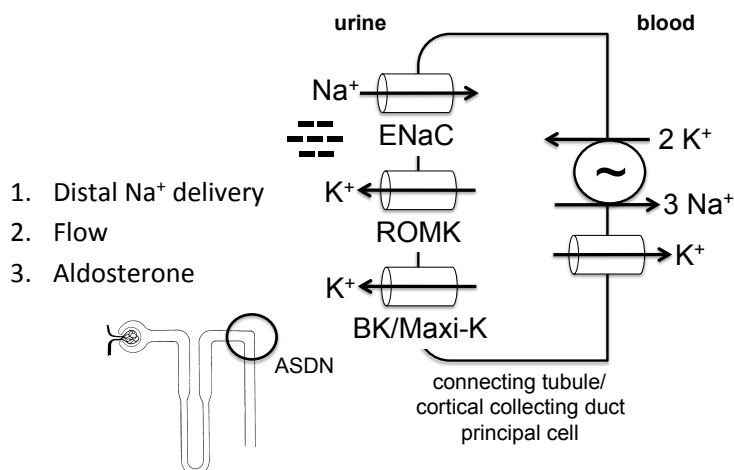 urine
blood
Na⁺
ENaC
K⁺
ROMK
K⁺
BK/Maxi-K
2 K⁺
~
3 Na⁺
K⁺
connecting tubule/
cortical collecting duct
principal cell
1. Distal Na⁺ delivery
2. Flow
3. Aldosterone
ASDN